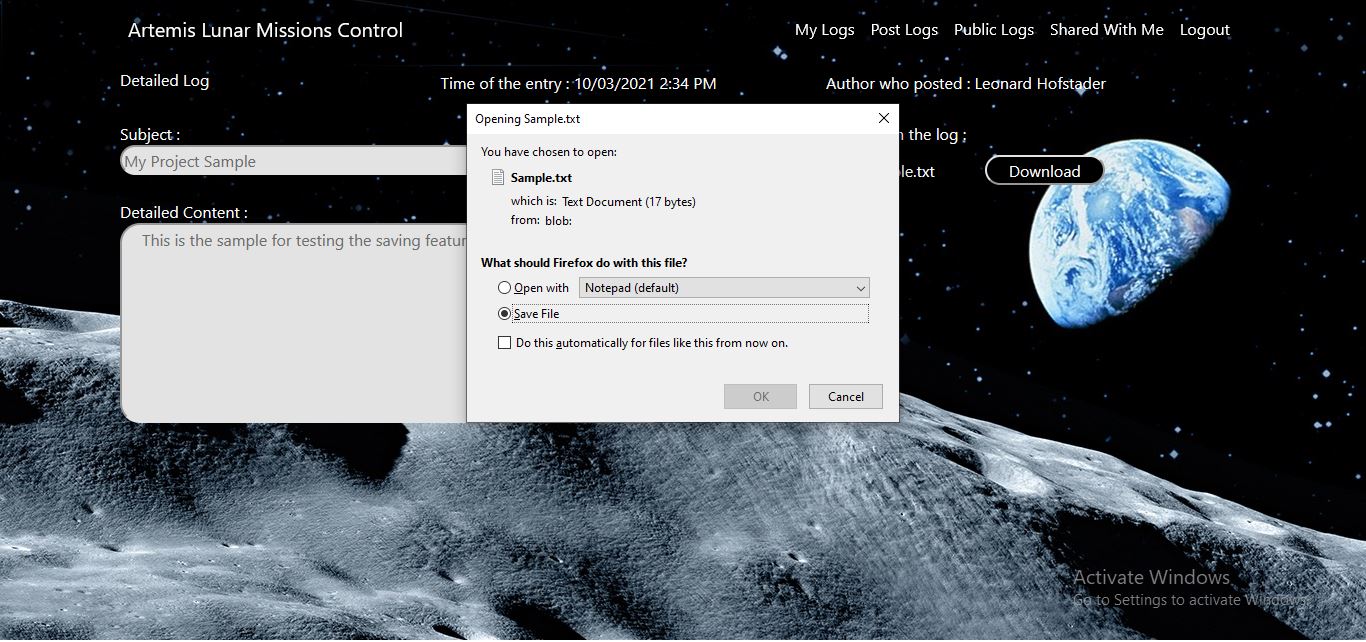 Artemis Lunar Missions Control
My Logs Post Logs Public Logs Shared With Me Logout
Detailed Log
Time of the entry : 10/03/2021 2:34 PM
Author who posted : Leonard Hofstader
Opening Sample.txt
Subject :
the log ;
You have chosen to open:
My Project Sample
Sample.txt
Download
which is: Text Document (17 bytes)
from: blob:
Detailed Content :
This is the sample for testing the saving
What should Firefox do with this file?
Open with Notepad (default)
Save File
Do this automatically for files like this from now on.
OK Cancel
Activate Windows
Go to Settings to activate Windows.